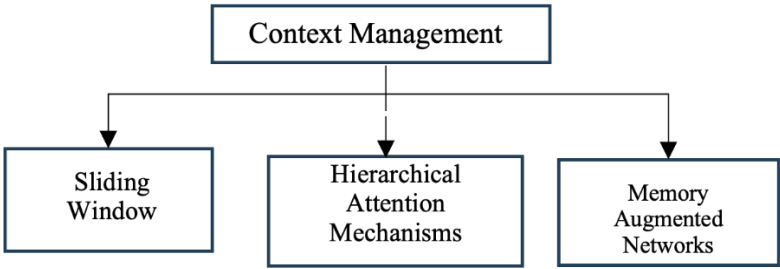 Context Management
Sliding
Window
Hierarchical
Attention
Mechanisms
Memory
Augmented
Networks